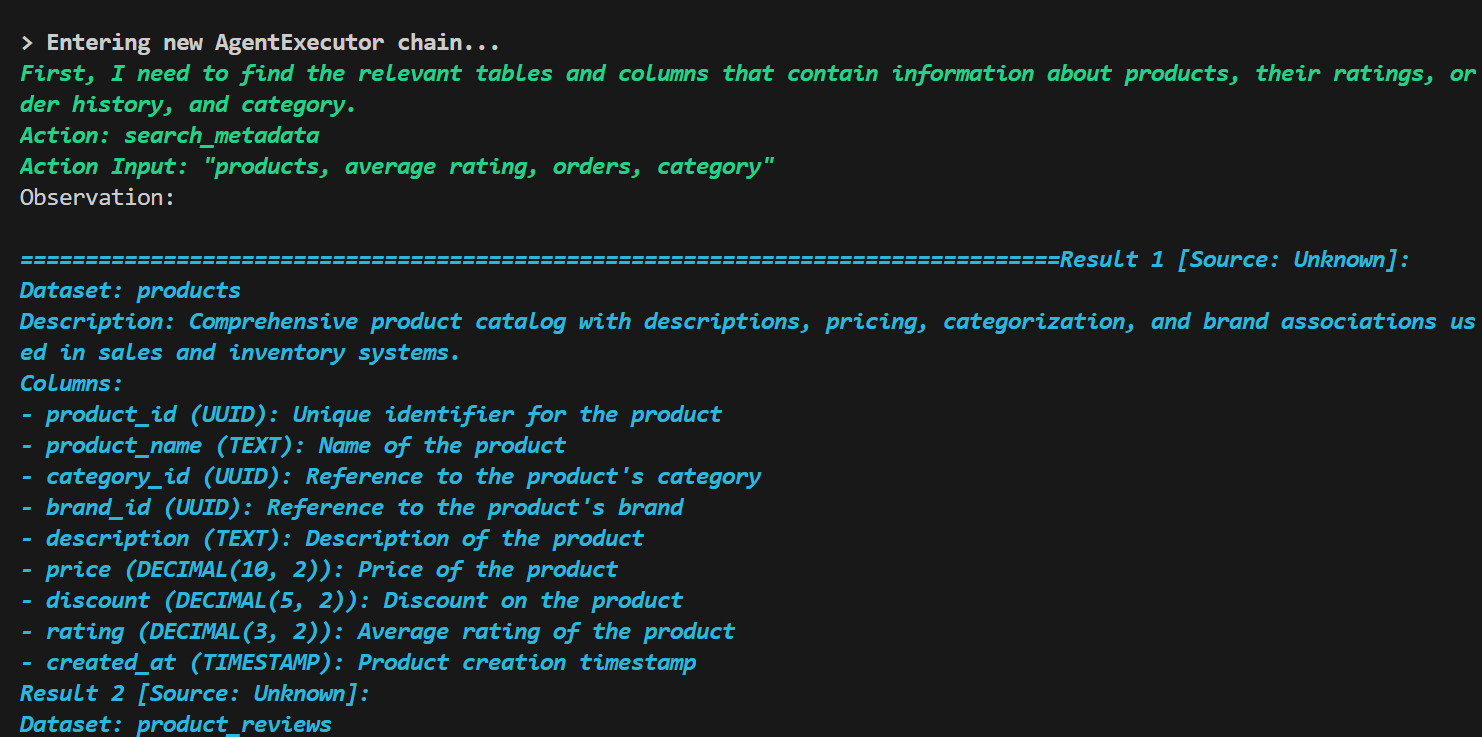 > Entering new AgentExecutor chain...
First, I need to find the relevant tables and columns that contain information about products, their ratings, or
der history, and category.
Action: search_metadata
Action Input: "products, average rating, orders, category"
Observation:
================================================================================Result 1 [Source: Unknown]:
Dataset: products
Description: Comprehensive product catalog with descriptions, pricing, categorization, and brand associations us
ed in sales and inventory systems.
Columns:
- product_id (UUID): Unique identifier for the product
- product_name (TEXT): Name of the product
- category_id (UUID): Reference to the product's category
- brand_id (UUID): Reference to the product's brand
- description (TEXT): Description of the product
- price (DECIMAL(10, 2)): Price of the product
- discount (DECIMAL(5, 2)): Discount on the product
- rating (DECIMAL(3, 2)): Average rating of the product
- created_at (TIMESTAMP): Product creation timestamp
Result 2 [Source: Unknown]:
Dataset: product_reviews